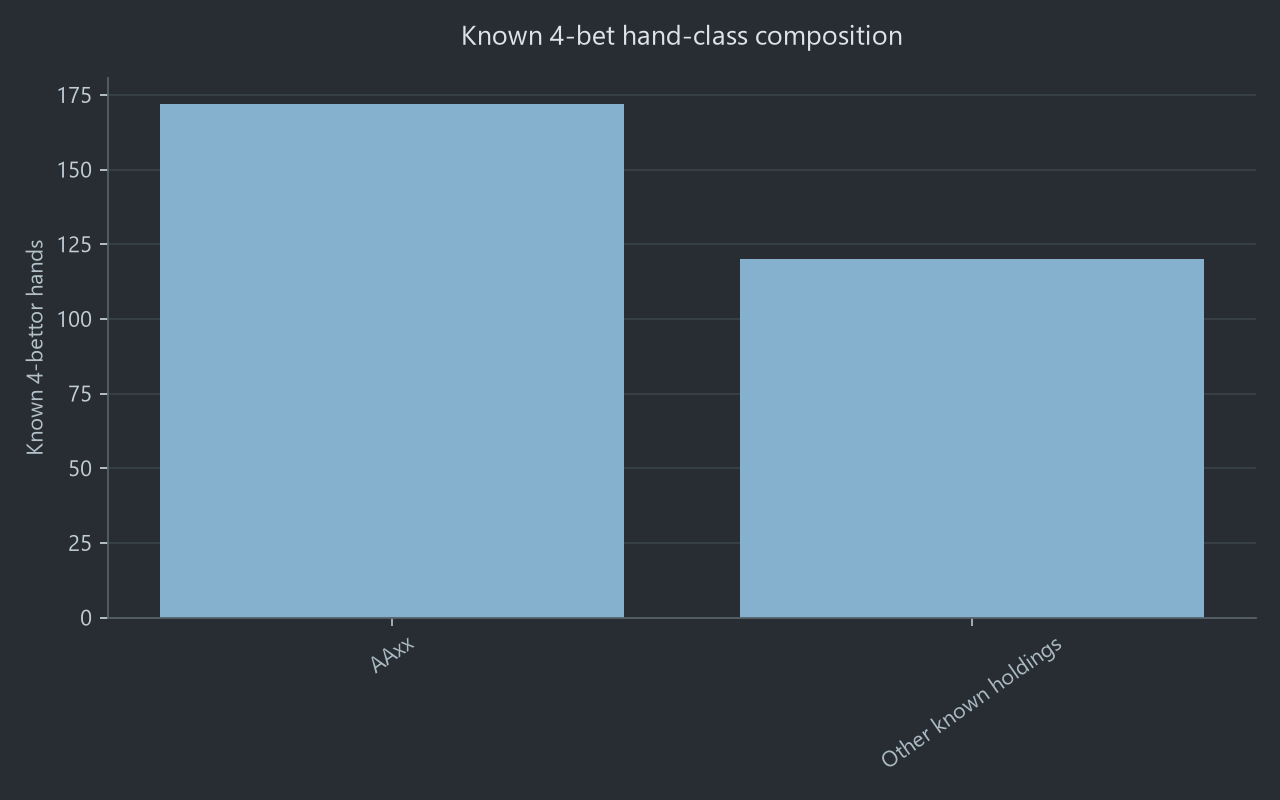 Known 4-bet hand-class composition
Known 4-bettor hands
175
150
125
100
75
50
25
0
AAxx
Other known holdings